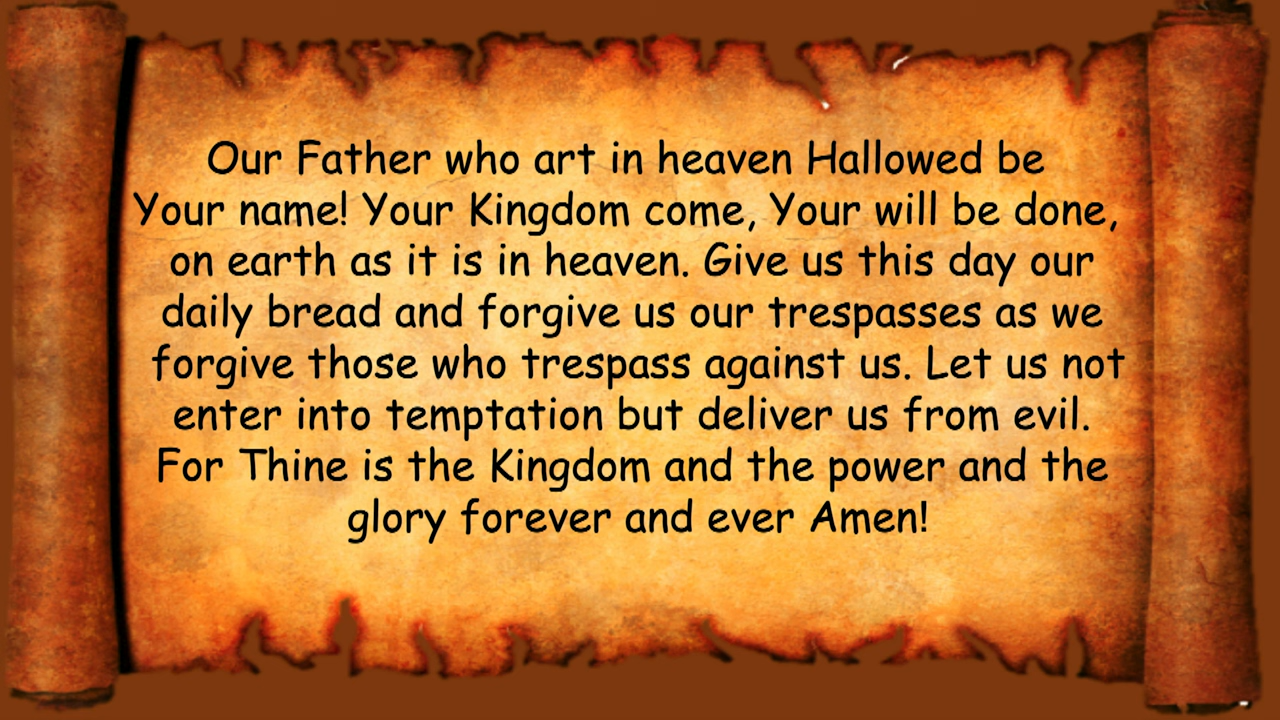 Our Father who art in heaven Hallowed be
Your name! Your Kingdom come, Your will be done,
on earth as it is in heaven. Give us this day our
daily bread and forgive us our trespasses as we
forgive those who trespass against us. Let us not
enter into temptation but deliver us from evil.
For Thine is the Kingdom and the power and the
glory forever and ever Amen!